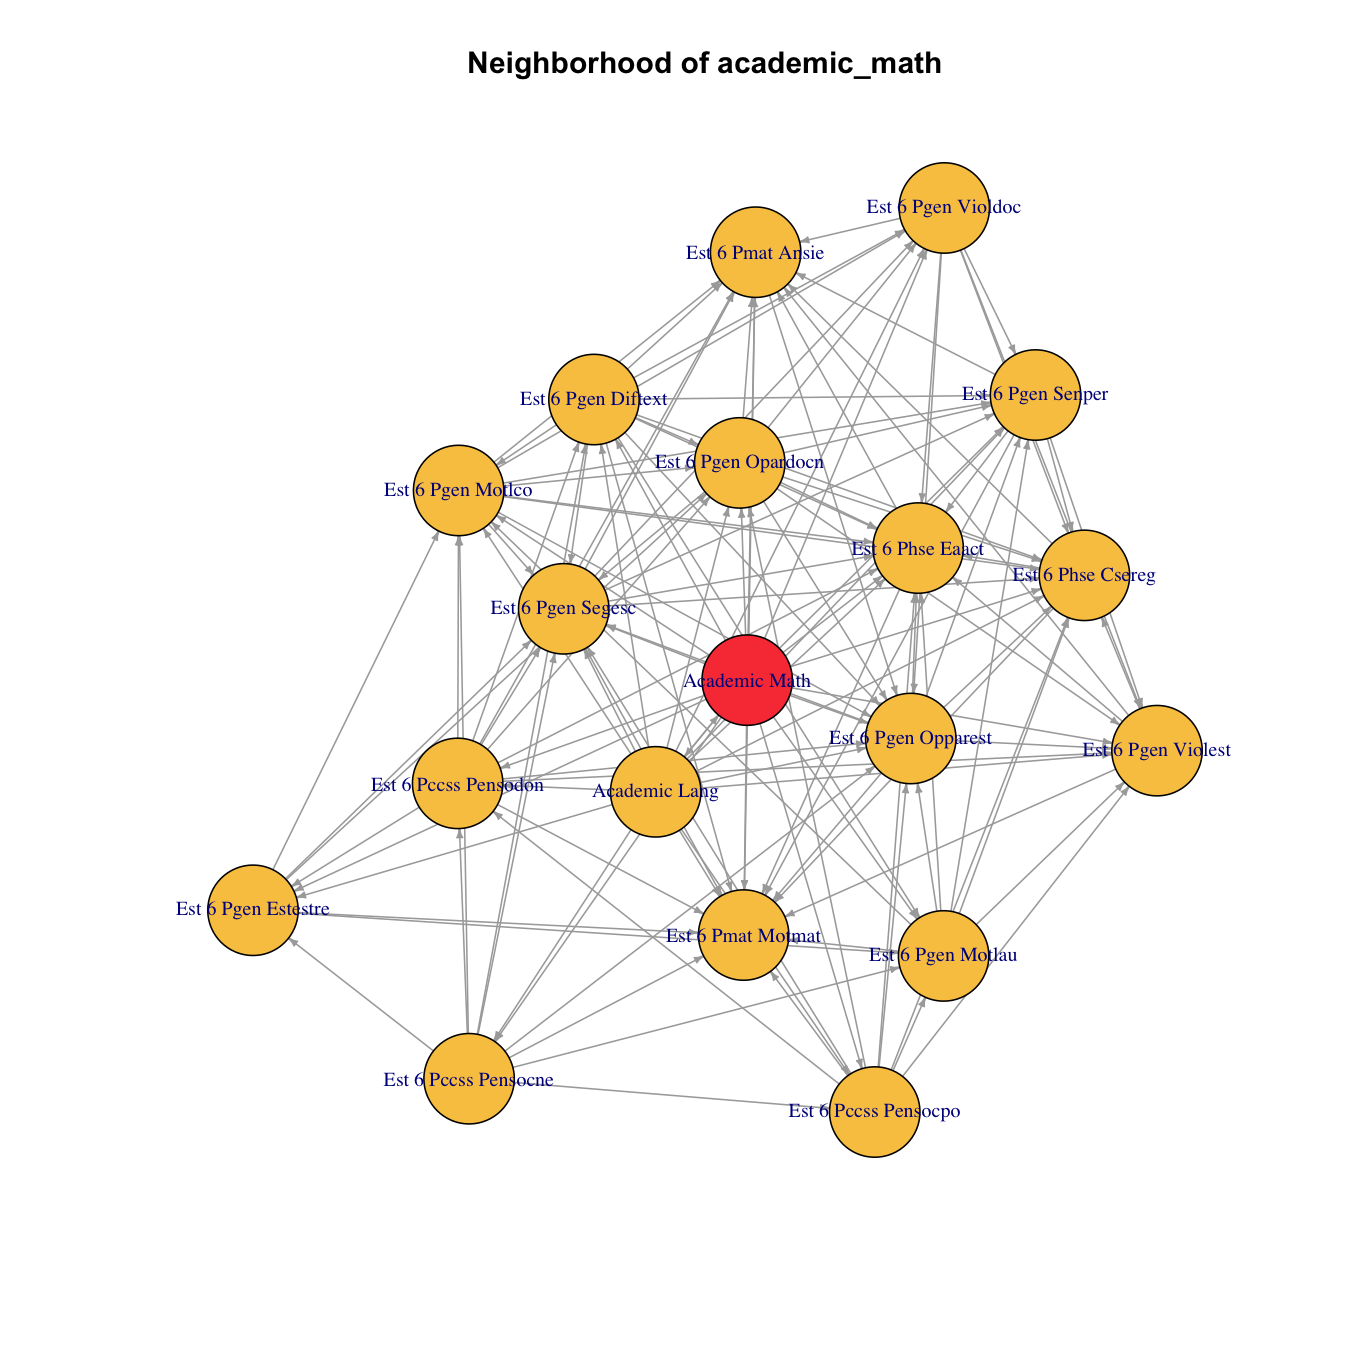 Neighborhood of academic_math
Est 6 Pgen Violdoc
Est 6 Pmat Ansie
Est 6 Pgen Senper
Est 6 Pgen Diftext
Est 6 Pgen Opardocn
Est 6 Pgen Motlco
Est 6 Phse Eaact
Est 6 Phse Csereg
Est 6 Pgen Segesc
Academic Math
Est 6 Pgen Opparest
Est 6 Pgen Violest
Est 6 Pccss Pensodon
Academic Lang
Est 6 Pgen Estestre
Est 6 Pmat Motmat
Est 6 Pgen Motlau
Est 6 Pccss Pensocne
Est 6 Pccss Pensocpo